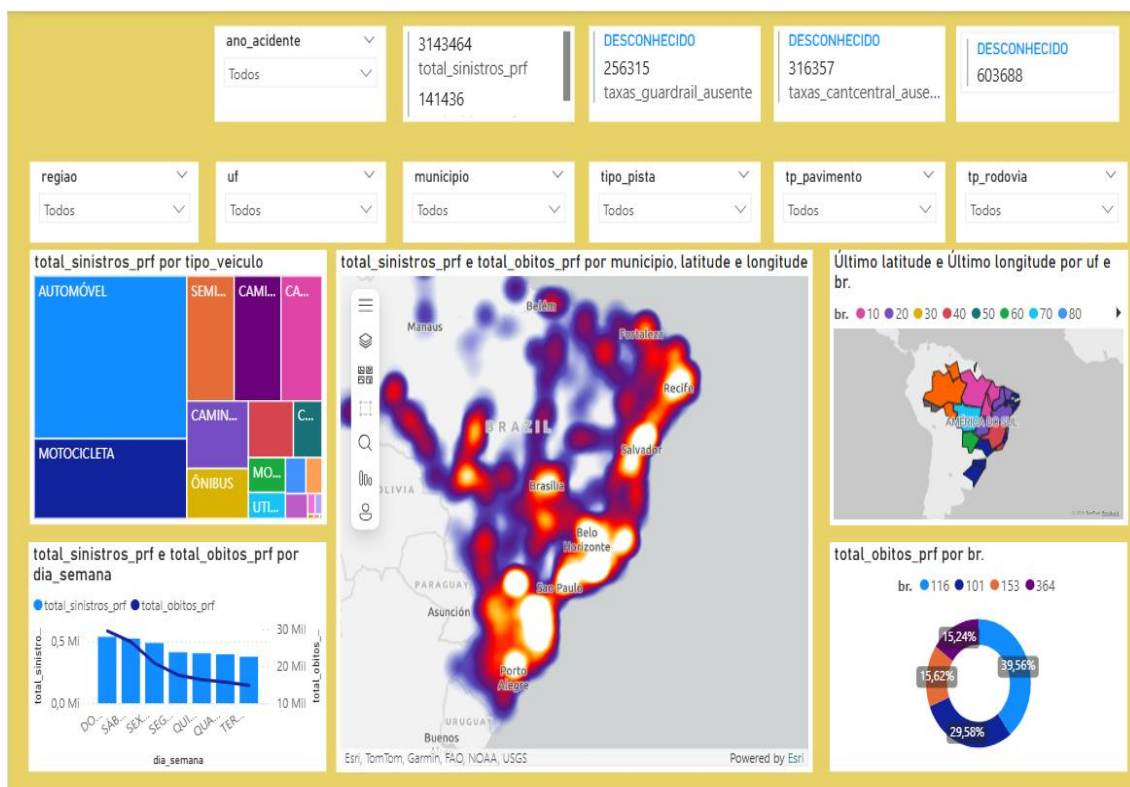 ano_acidente
Todos
3143464
total_sinistros_prf
141436
DESCONHECIDO
256315
taxas_guardrail_ausente
DESCONHECIDO
316357
taxas_cantcentral_ause...
DESCONHECIDO
603688
regiao
Todos
uf
Todos
municipio
Todos
tipo_pista
Todos
tp_pavimento
Todos
tp_rodovia
Todos
total_sinistros_prf por tipo_veiculo
AUTOMÓVEL
SEMI...
CAMI...
CA...
CAMIN...
C...
MOTOCICLETA
ÔNIBUS
MO...
UTI...
total_sinistros_prf e total_obitos_prf por municipio, latitude e longitude
Belém
Manaus
Fortaleza
Recife
BRAZIL
Salvador
Brasília
BOLIVIA
Belo
Horizonte
Sao Paulo
PARAGUAY
Asunción
Porto
Alegre
URUGUAY
Buenos
Esri, TomTom, Garmin, FAO, NOAA, USGS
Powered by Esri
Último latitude e Último longitude por uf e
br.
br. 10 20 30 40 50 60 70 80
AMÉRICA DO SUL
total_sinistros_prf e total_obitos_prf por
dia_semana
total_sinistros_prf total_obitos_prf
0,5 Mi
0,0 Mi
total_sinistro...
30 Mil
20 Mil
10 Mil
total_obitos_...
DO...
SÁB...
SEX...
SEG...
QUI...
QUA...
TER...
dia_semana
total_obitos_prf por br.
br. 116 101 153 364
15,24%
39,56%
15,62%
29,58%